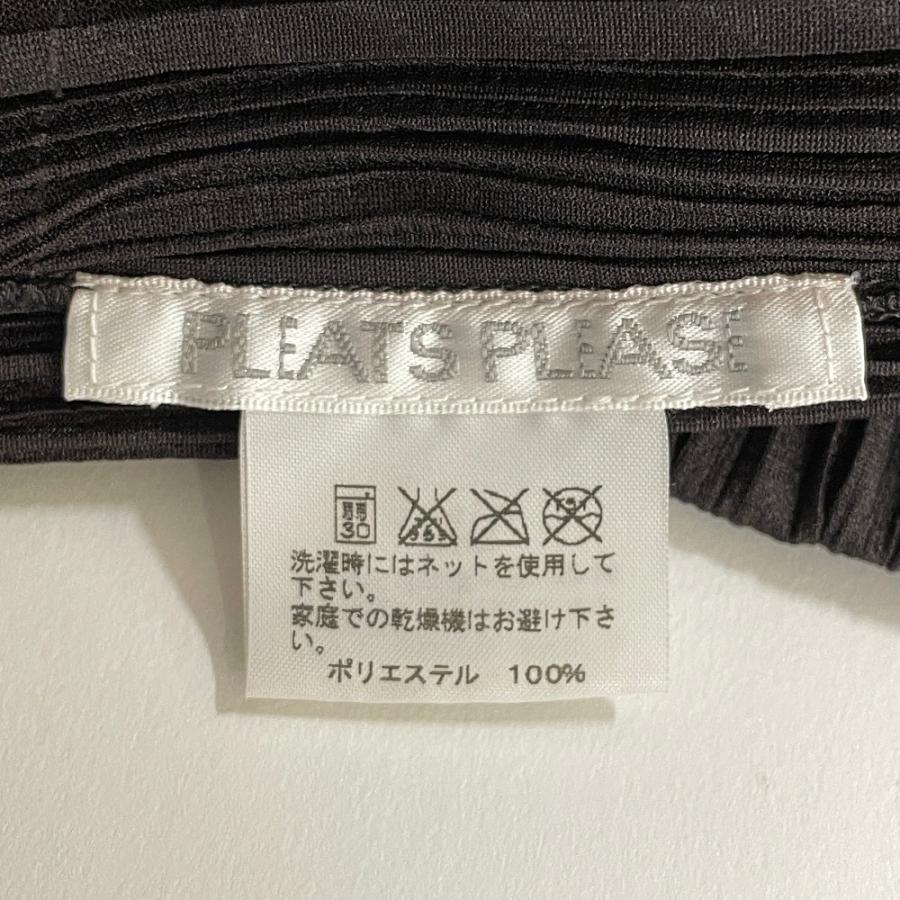 PLEATS PLEASE
弱
30
洗濯時にはネットを使用して
下さい。
家庭での乾燥機はお避け下さ
い。
ポリエステル 100%